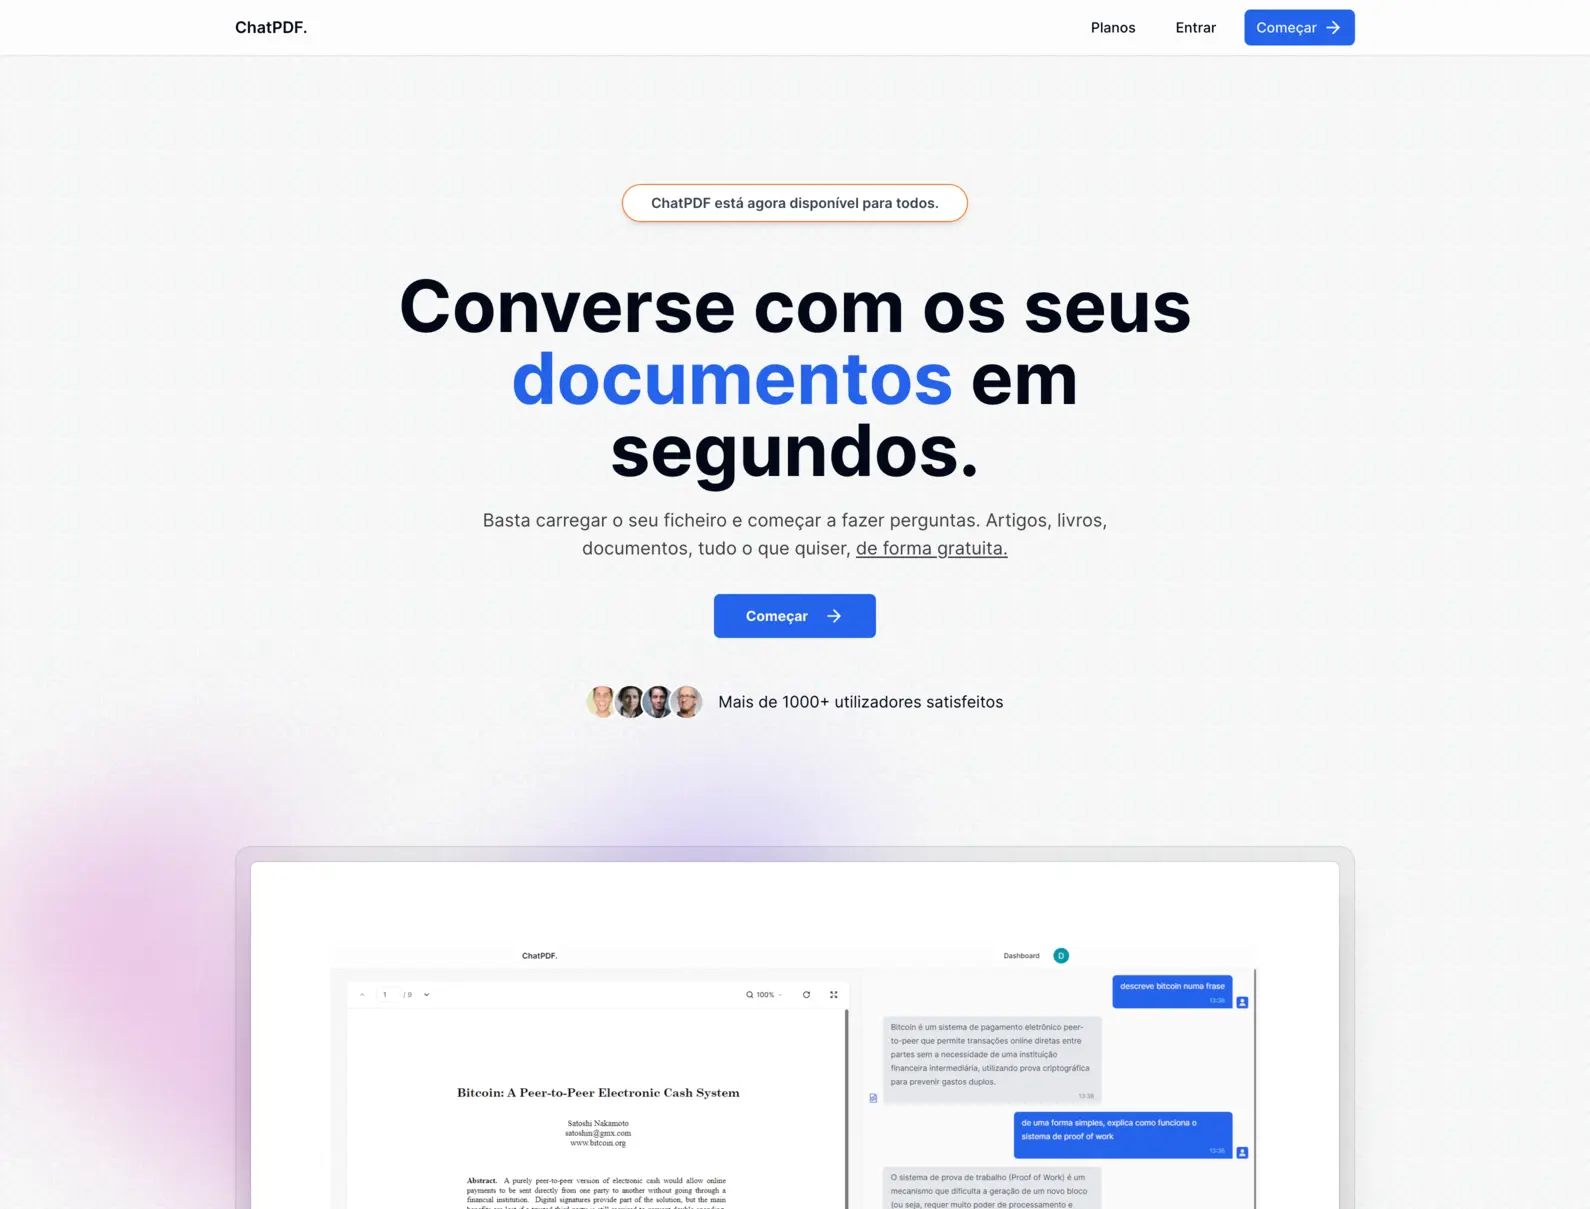 ChatPDF.
Planos
Entrar
Começar
ChatPDF está agora disponível para todos.
Converse com os seus
documentos em
segundos.
Basta carregar o seu ficheiro e começar a fazer perguntas. Artigos, livros,
documentos, tudo o que quiser, de forma gratuita.
Começar
Mais de 1000+ utilizadores satisfeitos
ChatPDF.
Dashboard
D
1 / 9
100%
Bitcoin: A Peer-to-Peer Electronic Cash System
Satoshi Nakamoto
satoshin@gmx.com
www.bitcoin.org
Abstract. A purely peer-to-peer version of electronic cash would allow online
payments to be sent directly from one party to another without going through a
financial institution. Digital signatures provide part of the solution, but the main
descreve bitcoin numa frase
13:36
Bitcoin é um sistema de pagamento eletrônico peer-
to-peer que permite transações online diretas entre
partes sem a necessidade de uma instituição
financeira intermediária, utilizando prova criptográfica
para prevenir gastos duplos.
13:36
de uma forma simples, explica como funciona o
sistema de proof of work
13:36
O sistema de prova de trabalho (Proof of Work) é um
mecanismo que dificulta a geração de um novo bloco
(ou seja, requer muito poder de processamento e